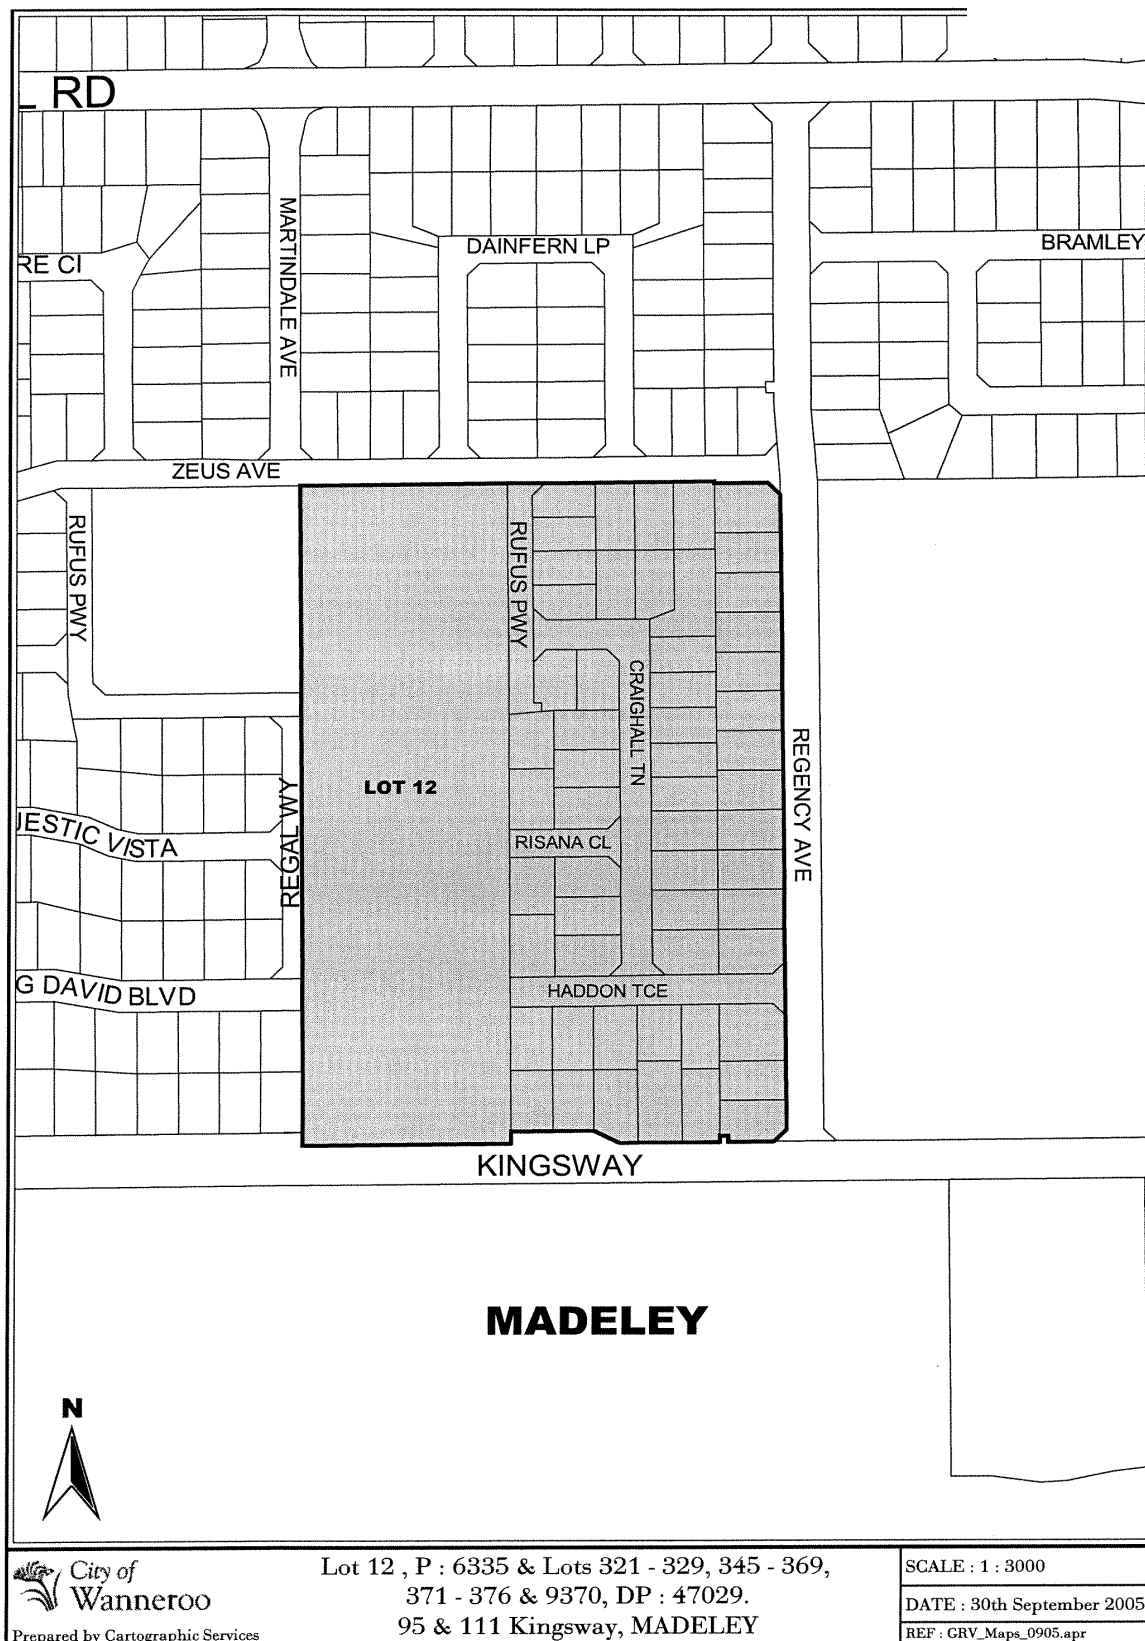 L RD
MARTINDALE AVE
DAINFERN LP
BRAMLEY
RE CI
ZEUS AVE
RUFUS PWY
RUFUS PWY
CRAIGHALL TN
REGENCY AVE
LOT 12
REGAL WY
JESTIC VISTA
RISANA CL
G DAVID BLVD
HADDON TCE
KINGSWAY
MADELEY
N
City of
Wanneroo
Prepared by Cartographic Services
Lot 12 , P : 6335 & Lots 321 - 329, 345 - 369,
371 - 376 & 9370, DP : 47029.
95 & 111 Kingsway, MADELEY
SCALE : 1 : 3000
DATE : 30th September 2005
REF : GRV_Maps_0905.apr